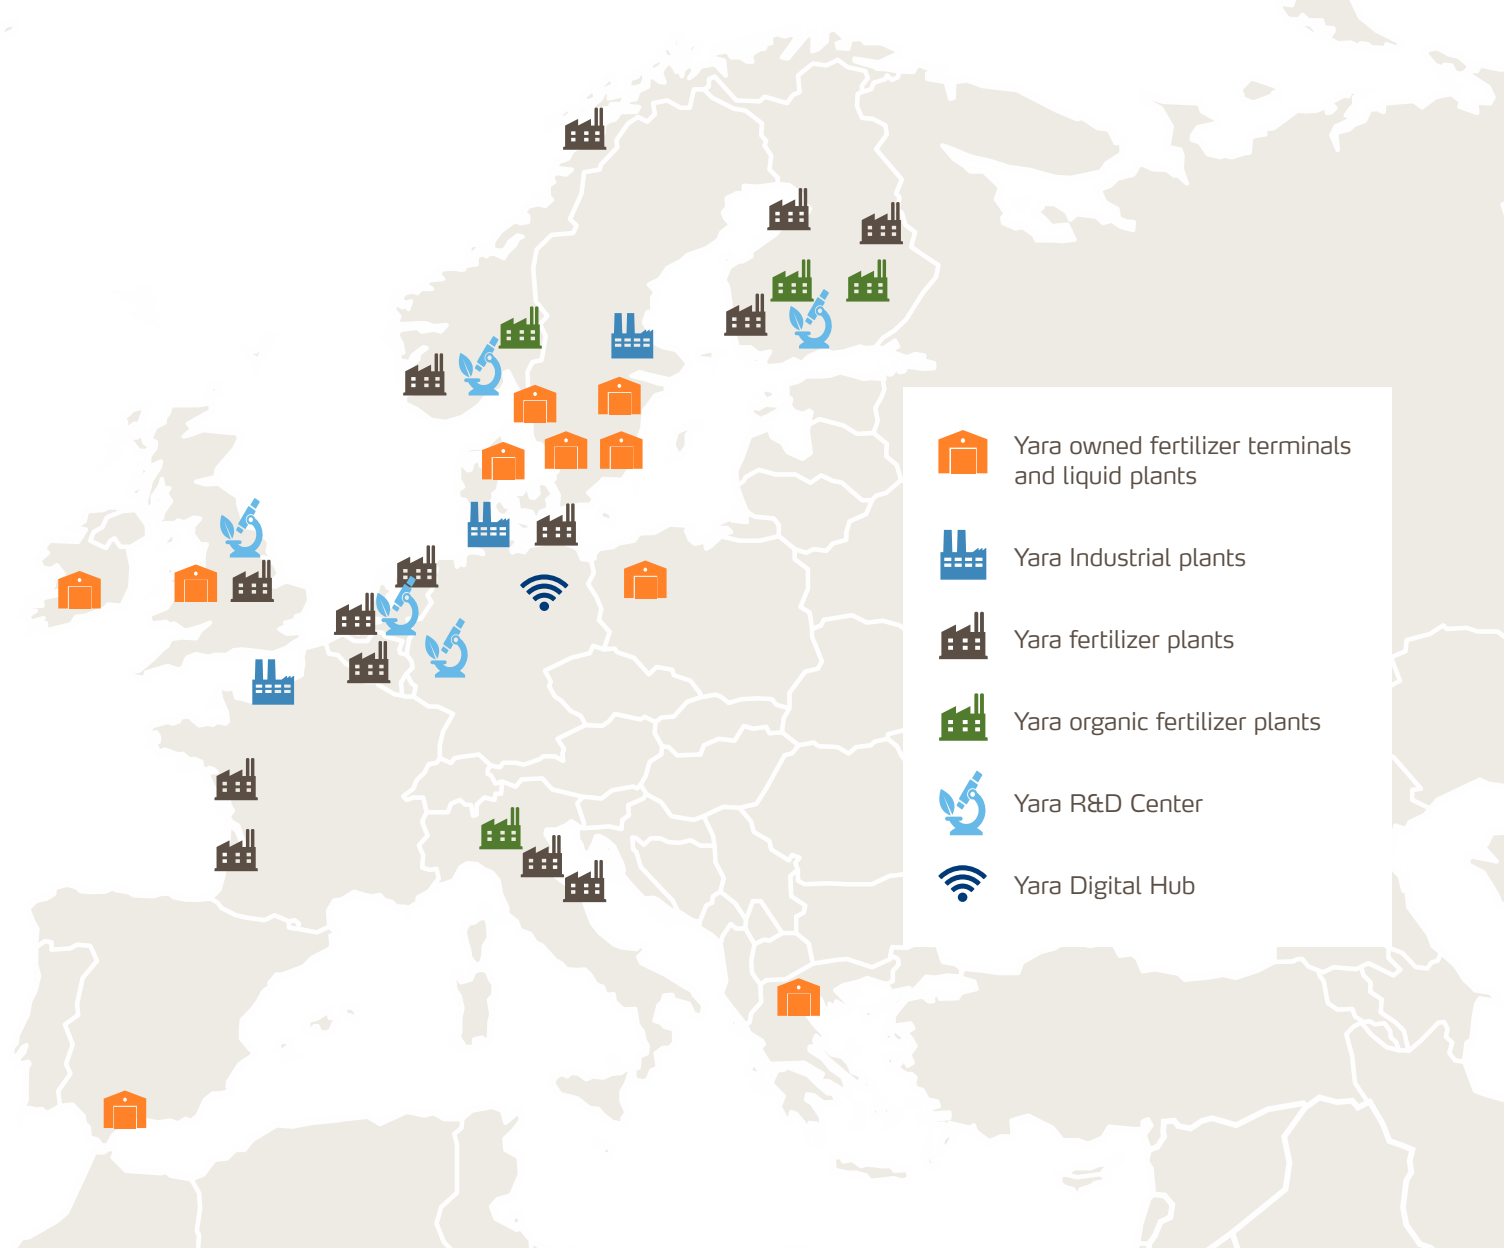 Yara owned fertilizer terminals
and liquid plants
Yara Industrial plants
Yara fertilizer plants
Yara organic fertilizer plants
Yara R&D Center
Yara Digital Hub